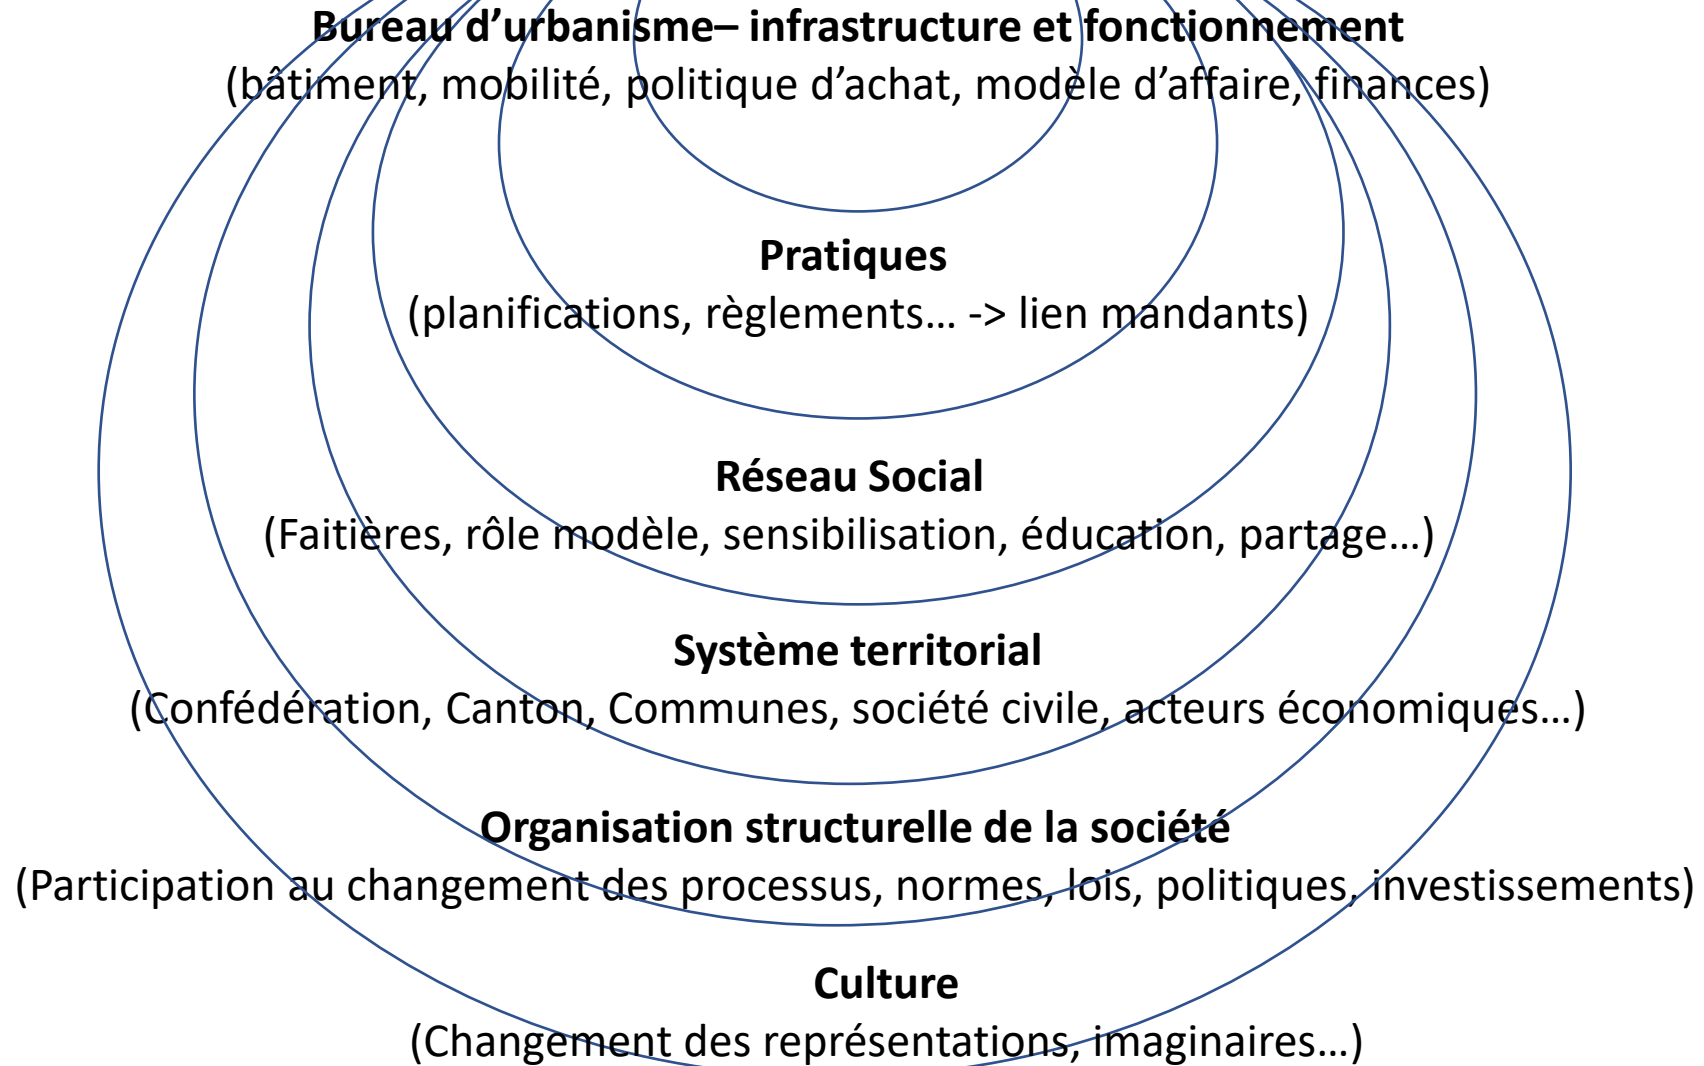 Bureau d’urbanisme– infrastructure et fonctionnement
(bâtiment, mobilité, politique d’achat, modèle d’affaire, finances)
Pratiques
(planifications, règlements… -> lien mandants)
Réseau Social
(Faitières, rôle modèle, sensibilisation, éducation, partage…)
Système territorial
(Confédération, Canton, Communes, société civile, acteurs économiques…)
Organisation structurelle de la société
(Participation au changement des processus, normes, lois, politiques, investissements)
Culture
(Changement des représentations, imaginaires…)